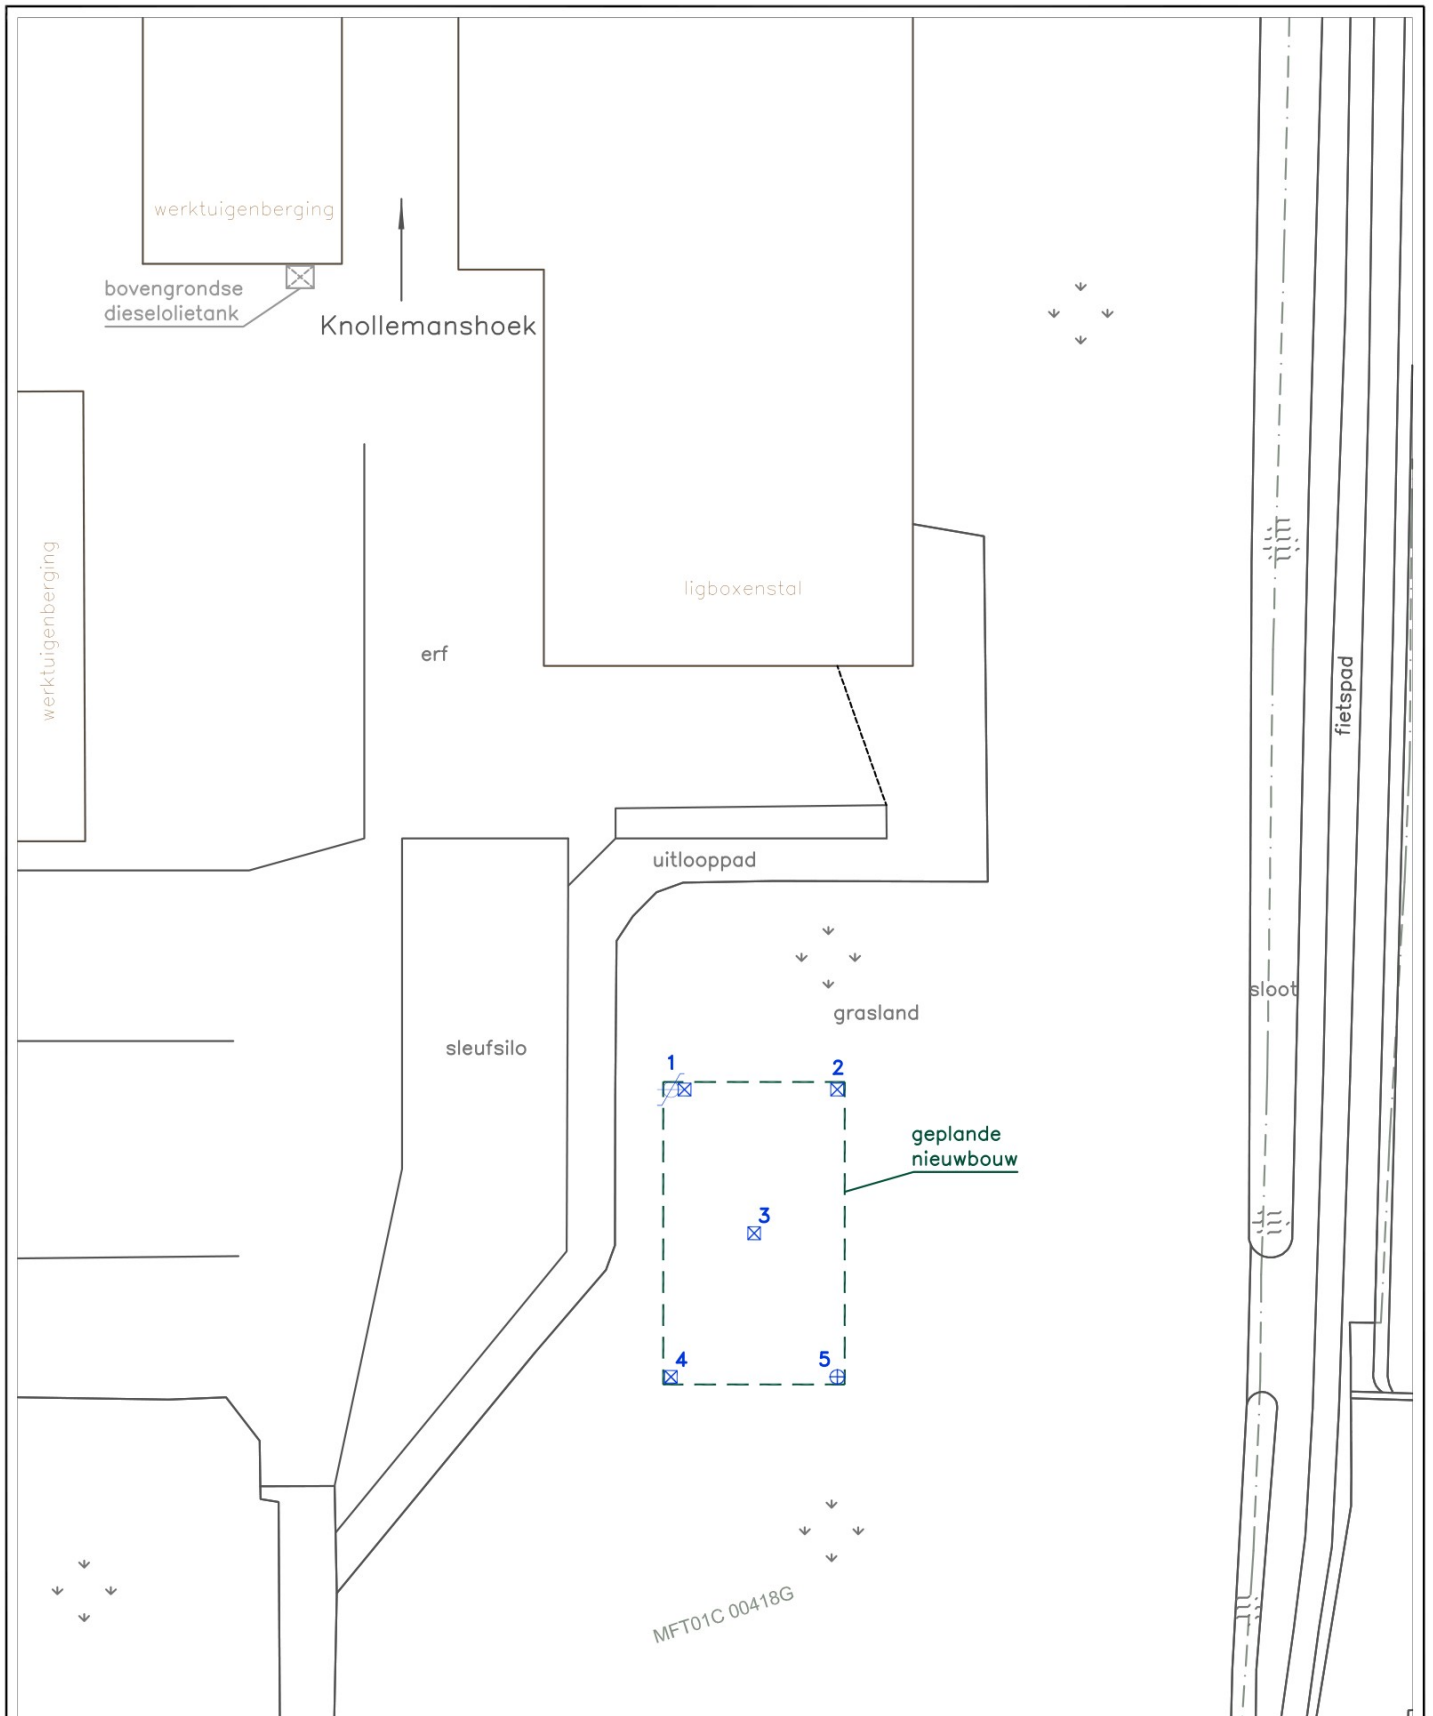 werktuigenberging
bovengrondse
dieselolietank
Knollemanshoek
werktuigenberging
ligboxenstal
erf
fietspad
uitlooppad
sloot
grasland
sleufsilo
1
2
geplande
nieuwbouw
3
4
5
MFT01C 00418G